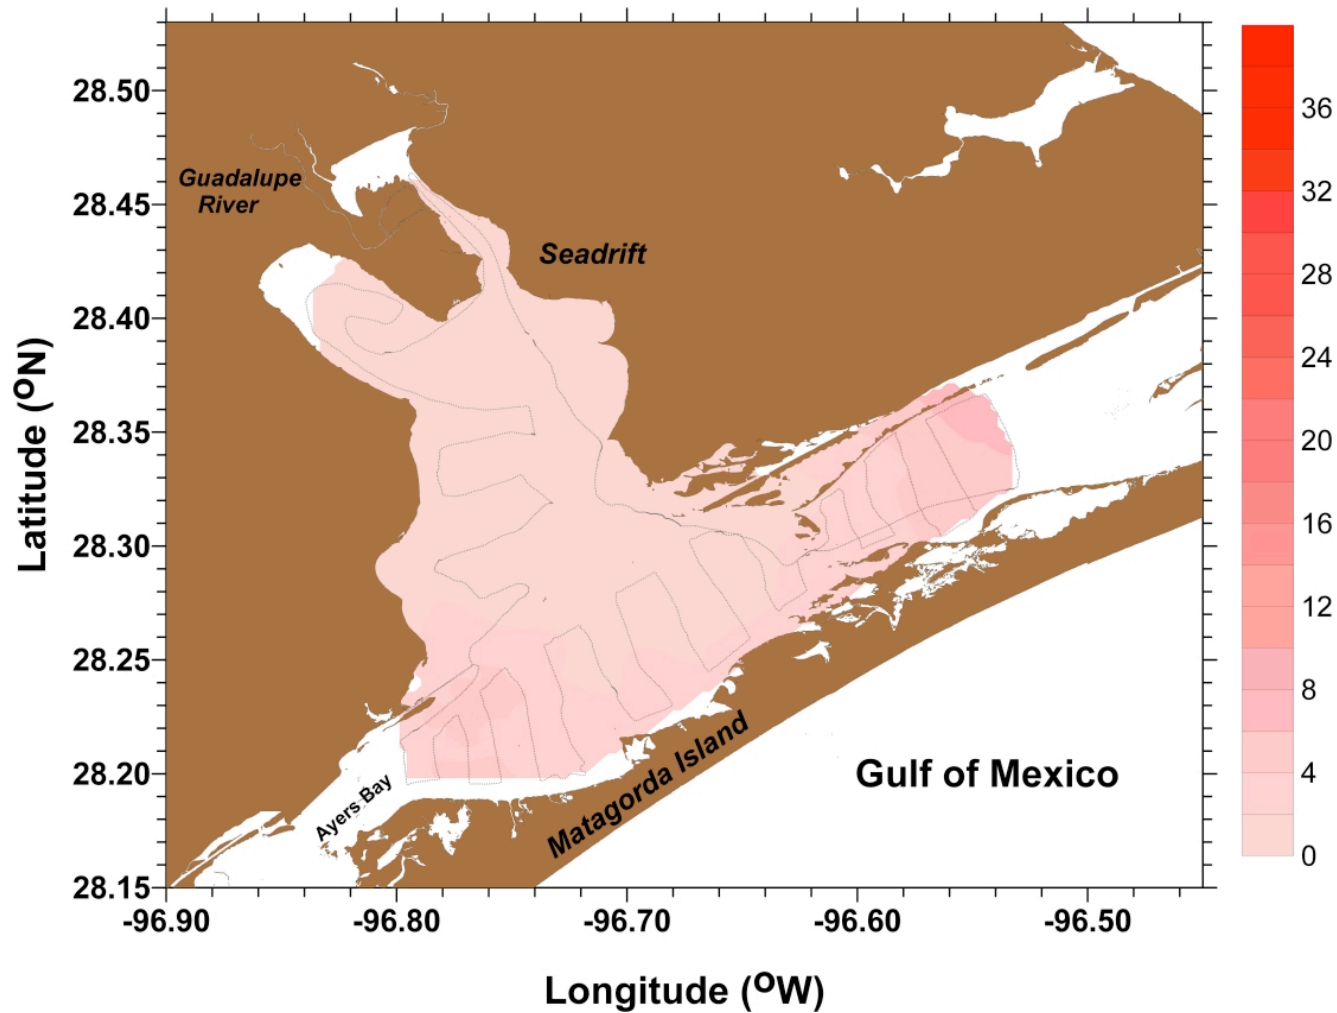 28.50
28.45
28.40
28.35
28.30
28.25
28.20
28.15
Latitude (ºN)
-96.90
-96.80
-96.70
-96.60
-96.50
Longitude (ºW)
Guadalupe
River
Seadrift
Ayers Bay
Matagorda Island
Gulf of Mexico
36
32
28
24
20
16
12
8
4
0